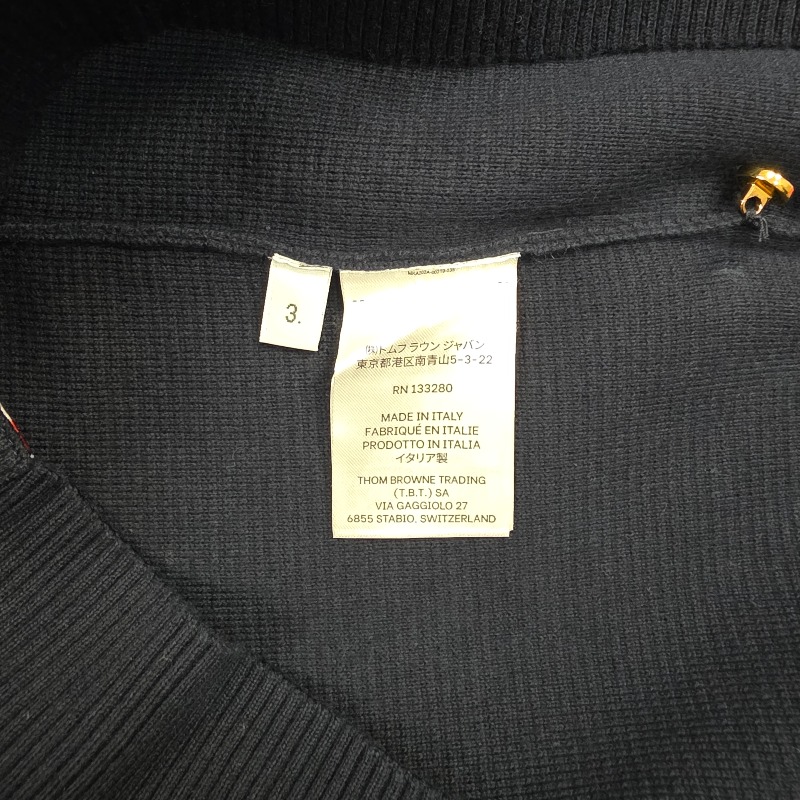 3.
㈱トムブラウン ジャパン
東京都港区南青山5-3-22
RN 133280
MADE IN ITALY
FABRIQUÉ EN ITALIE
PRODOTTO IN ITALIA
イタリア製
THOM BROWNE TRADING
(T.B.T.) SA
VIA GAGGIOLO 27
6855 STABIO, SWITZERLAND